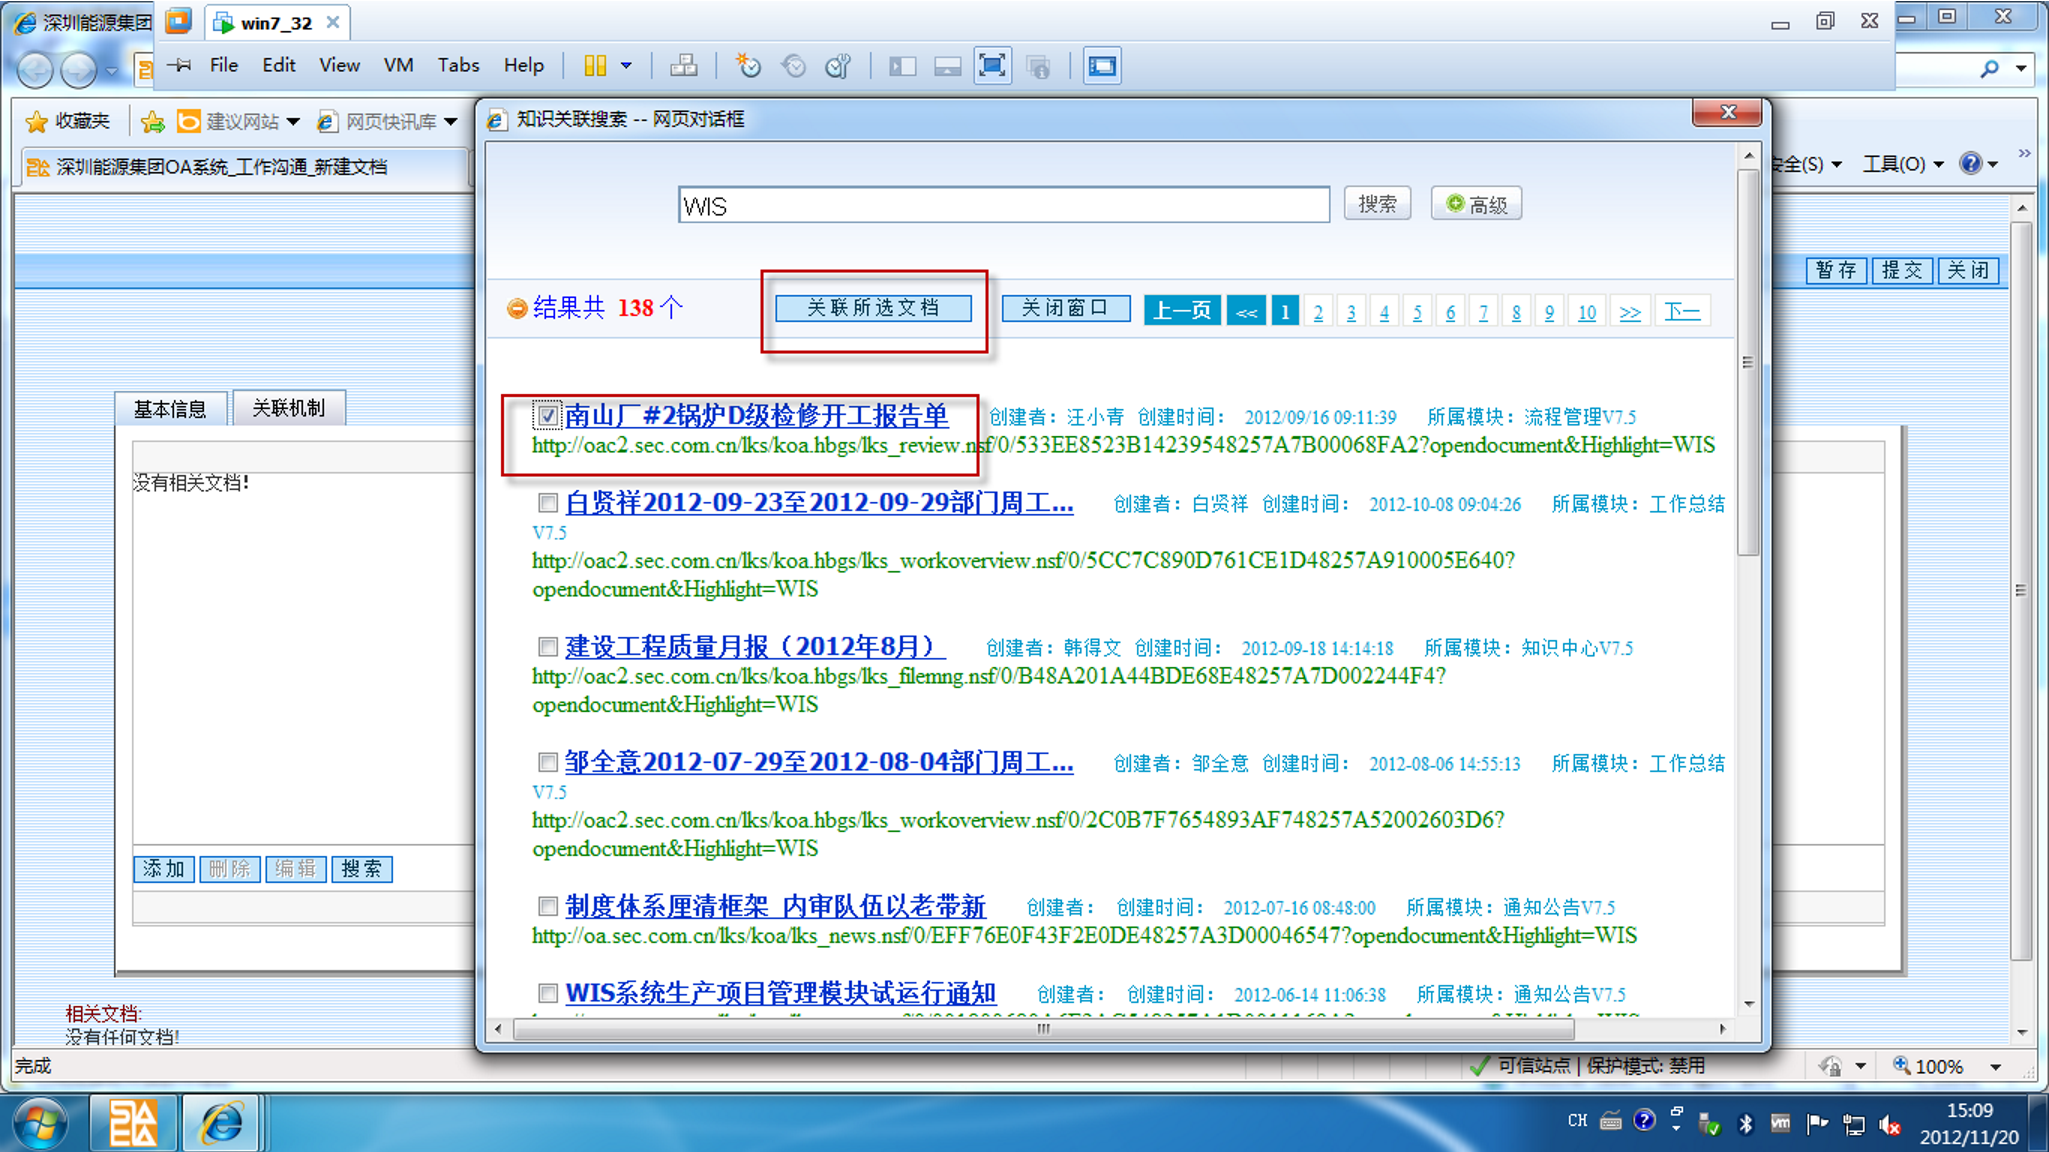 深圳能源集团
win7_32
File Edit View VM Tabs Help
收藏夹 建议网站 网页快讯库
知识关联搜索 -- 网页对话框
深圳能源集团OA系统_工作沟通_新建文档
安全(S) 工具(O)
WIS
搜索 高级
暂存 提交 关闭
结果共 138 个
关联所选文档 关闭窗口 上一页 << 1 2 3 4 5 6 7 8 9 10 >> 下一
基本信息 关联机制
没有相关文档!
南山厂#2锅炉D级检修开工报告单 创建者：汪小青 创建时间： 2012/09/16 09:11:39 所属模块：流程管理V7.5
http://oac2.sec.com.cn/lks/koa.hbgs/lks_review.nsf/0/533EE8523B14239548257A7B00068FA2?opendocument&Highlight=WIS
白贤祥2012-09-23至2012-09-29部门周工... 创建者：白贤祥 创建时间： 2012-10-08 09:04:26 所属模块：工作总结
V7.5
http://oac2.sec.com.cn/lks/koa.hbgs/lks_workoverview.nsf/0/5CC7C890D761CE1D48257A910005E640?
opendocument&Highlight=WIS
建设工程质量月报（2012年8月） 创建者：韩得文 创建时间： 2012-09-18 14:14:18 所属模块：知识中心V7.5
http://oac2.sec.com.cn/lks/koa.hbgs/lks_filemng.nsf/0/B48A201A44BDE68E48257A7D002244F4?
opendocument&Highlight=WIS
邹全意2012-07-29至2012-08-04部门周工... 创建者：邹全意 创建时间： 2012-08-06 14:55:13 所属模块：工作总结
V7.5
http://oac2.sec.com.cn/lks/koa.hbgs/lks_workoverview.nsf/0/2C0B7F7654893AF748257A52002603D6?
opendocument&Highlight=WIS
添加 删除 编辑 搜索
制度体系厘清框架 内审队伍以老带新 创建者： 创建时间： 2012-07-16 08:48:00 所属模块：通知公告V7.5
http://oa.sec.com.cn/lks/koa/lks_news.nsf/0/EFF76E0F43F2E0DE48257A3D00046547?opendocument&Highlight=WIS
WIS系统生产项目管理模块试运行通知 创建者： 创建时间： 2012-06-14 11:06:38 所属模块：通知公告V7.5
相关文档:
没有任何文档!
完成 可信站点 | 保护模式: 禁用 100%
CH 15:09
2012/11/20